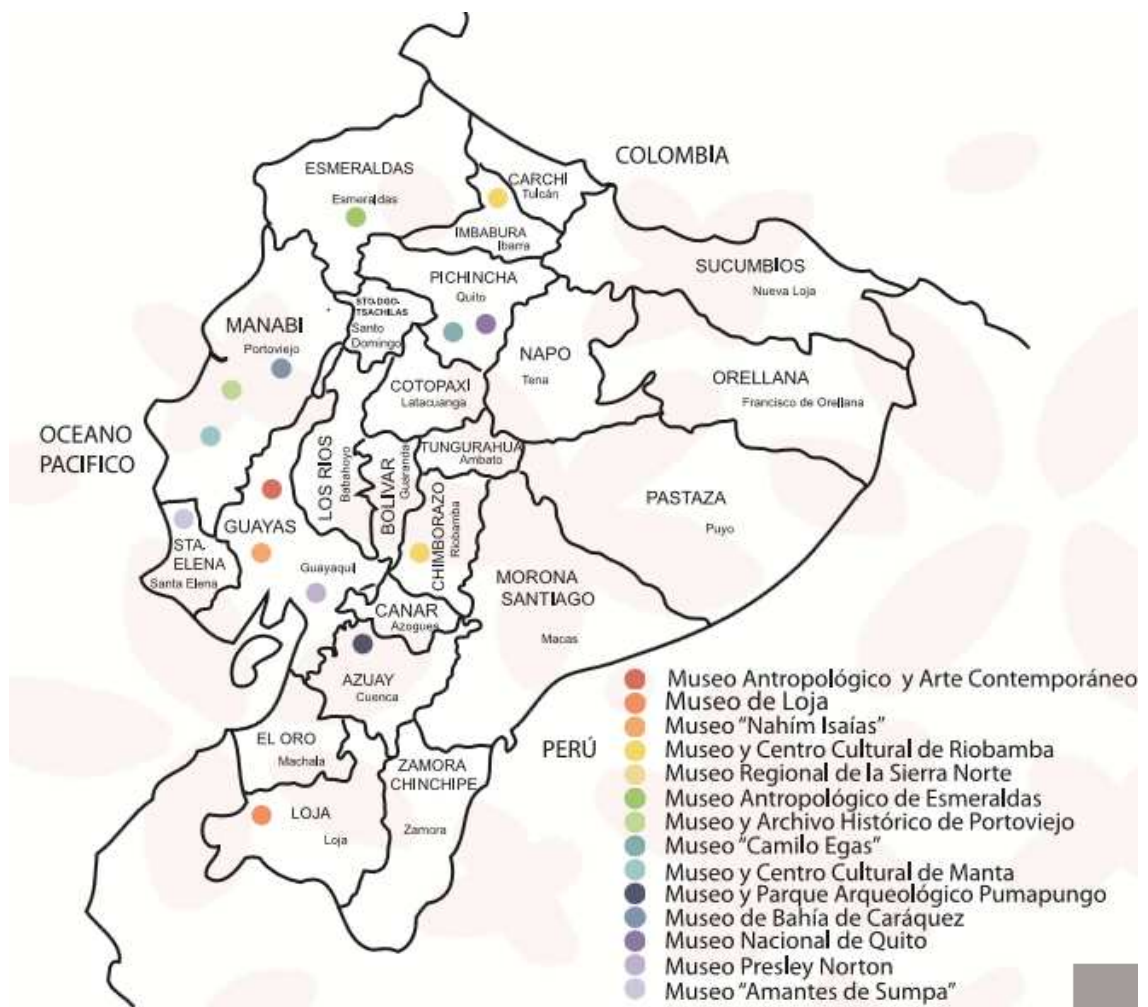 COLOMBIA
ESMERALDAS
Esmeraldas
CARCHI
Tulcán
IMBABURA
Ibarra
SUCUMBIOS
Nueva Loja
PICHINCHA
Quito
STO-DGO-
TSACHILAS
Santo
Domingo
MANABI
Portoviejo
NAPO
Tena
ORELLANA
Francisco de Orellana
COTOPAXI
Latacuanga
OCEANO
PACIFICO
TUNGURAHUA
Ambato
LOS RIOS
Babahoyo
BOLIVAR
Guaranda
CHIMBORAZO
Riobamba
PASTAZA
Puyo
GUAYAS
Guayaquil
STA-
ELENA
Santa Elena
MORONA
SANTIAGO
Macas
CANAR
Azogues
AZUAY
Cuenca
PERÚ
EL ORO
Machala
ZAMORA
CHINCHIPE
Zamora
LOJA
Loja
Museo Antropológico y Arte Contemporáneo
Museo de Loja
Museo “Nahím Isaías”
Museo y Centro Cultural de Riobamba
Museo Regional de la Sierra Norte
Museo Antropológico de Esmeraldas
Museo y Archivo Histórico de Portoviejo
Museo “Camilo Egas”
Museo y Centro Cultural de Manta
Museo y Parque Arqueológico Pumapungo
Museo de Bahía de Caráquez
Museo Nacional de Quito
Museo Presley Norton
Museo “Amantes de Sumpa”